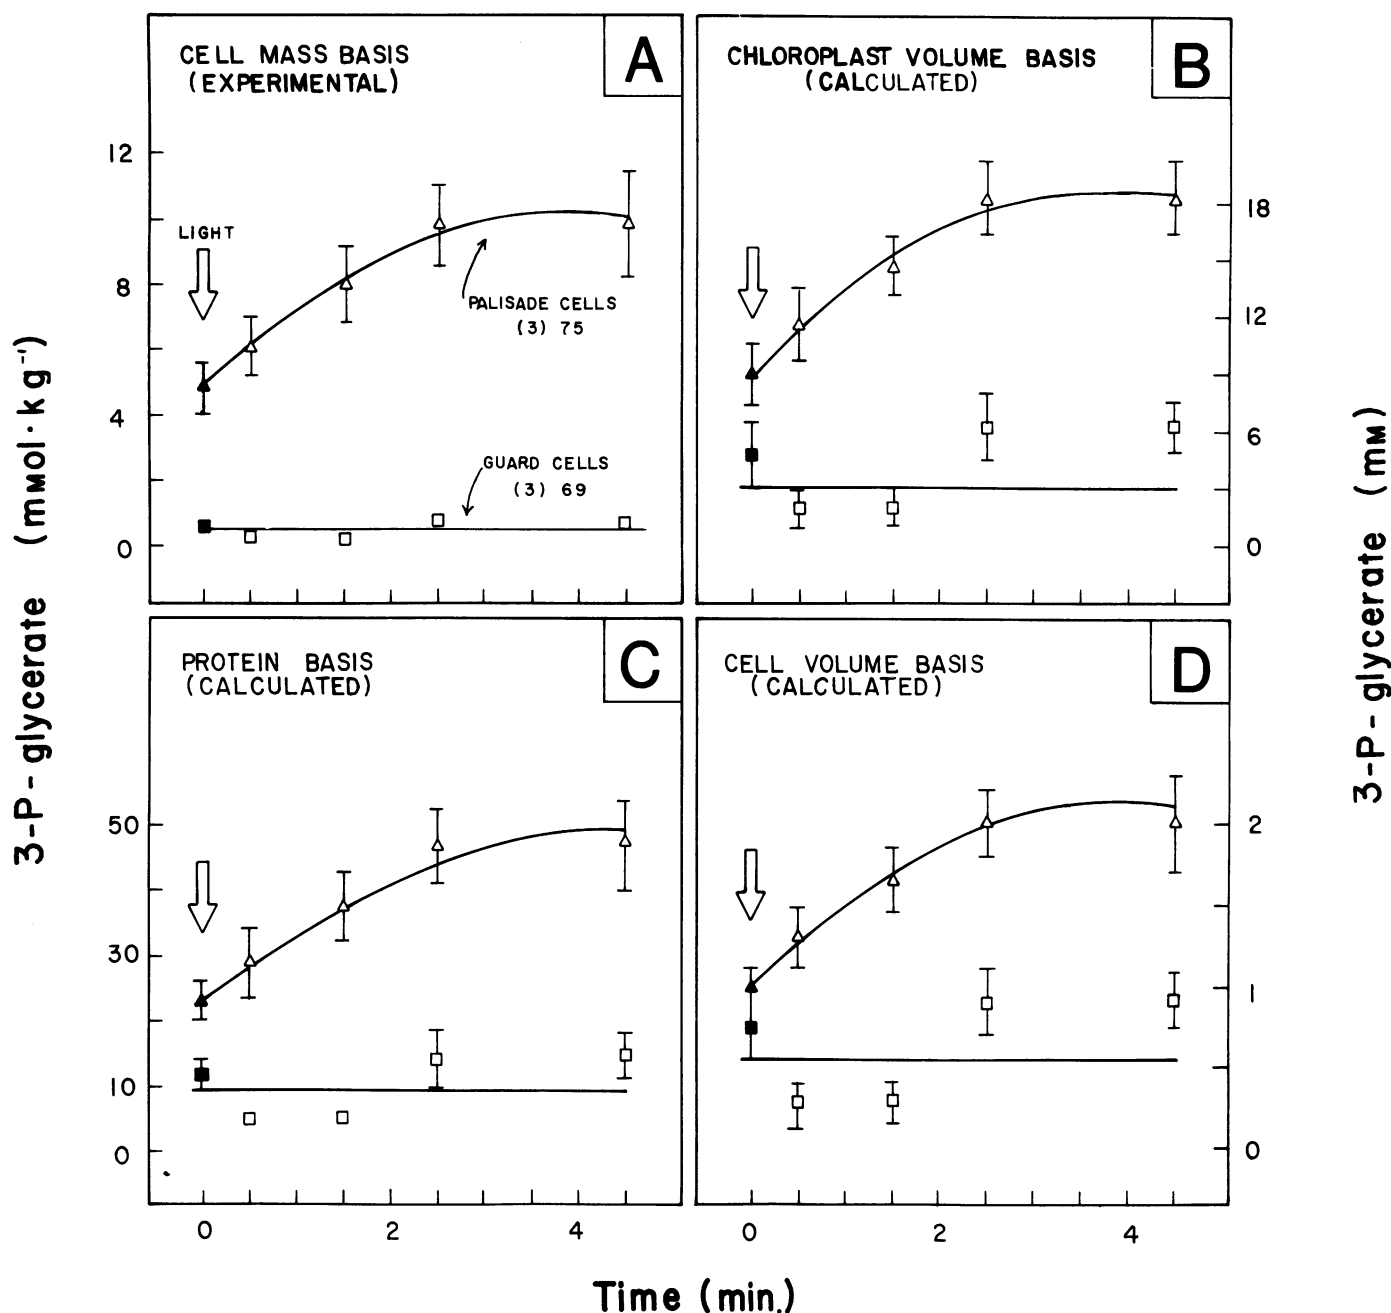 CELL MASS BASIS
(EXPERIMENTAL)
A
12
8
4
0
LIGHT
PALISADE CELLS
(3) 75
GUARD CELLS
(3) 69
CHLOROPLAST VOLUME BASIS
(CALCULATED)
B
18
12
6
0
3-P-glycerate (mMol·kg⁻¹)
3-P-glycerate (mM)
PROTEIN BASIS
(CALCULATED)
C
50
30
10
0
0 2 4
CELL VOLUME BASIS
(CALCULATED)
D
2
1
0
0 2 4
Time (min.)